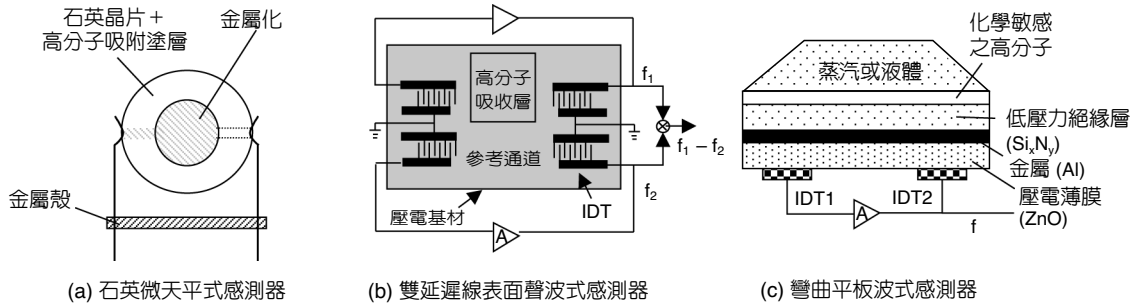 石英晶片＋
高分子吸附塗層
金屬化
金屬殼
(a) 石英微天平式感測器
高分子
吸收層
f₁
f₁ – f₂
參考通道
f₂
IDT
壓電基材
A
(b) 雙延遲線表面聲波式感測器
化學敏感
之高分子
蒸汽或液體
低壓力絕緣層
(SiₓNᵧ)
金屬 (Al)
IDT1
IDT2
壓電薄膜
(ZnO)
A
f
(c) 彎曲平板波式感測器